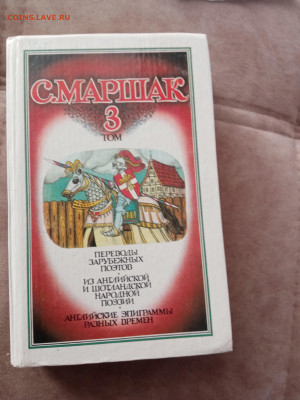 COINS.LAVE.RU
С.МАРШАК
3
ТОМ
ПЕРЕВОДЫ
ЗАРУБЕЖНЫХ
ПОЭТОВ
ИЗ АНГЛИЙСКОЙ
И ШОТЛАНДСКОЙ
НАРОДНОЙ
ПОЭЗИИ
АНГЛИЙСКИЕ ЭПИГРАММЫ
РАЗНЫХ ВРЕМЕН